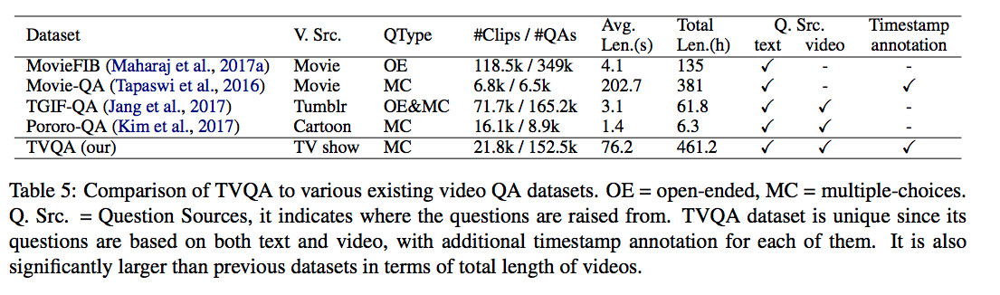 Dataset V. Src. QType #Clips / #QAs Avg. Len.(s) Total Len.(h) Q. Src. text video Timestamp annotation
MovieFIB (Maharaj et al., 2017a) Movie OE 118.5k / 349k 4.1 135 ✓ - -
Movie-QA (Tapaswi et al., 2016) Movie MC 6.8k / 6.5k 202.7 381 ✓ - ✓
TGIF-QA (Jang et al., 2017) Tumblr OE&MC 71.7k / 165.2k 3.1 61.8 ✓ ✓ -
Pororo-QA (Kim et al., 2017) Cartoon MC 16.1k / 8.9k 1.4 6.3 ✓ ✓ -
TVQA (our) TV show MC 21.8k / 152.5k 76.2 461.2 ✓ ✓ ✓
Table 5: Comparison of TVQA to various existing video QA datasets. OE = open-ended, MC = multiple-choices.
Q. Src. = Question Sources, it indicates where the questions are raised from. TVQA dataset is unique since its
questions are based on both text and video, with additional timestamp annotation for each of them. It is also
significantly larger than previous datasets in terms of total length of videos.